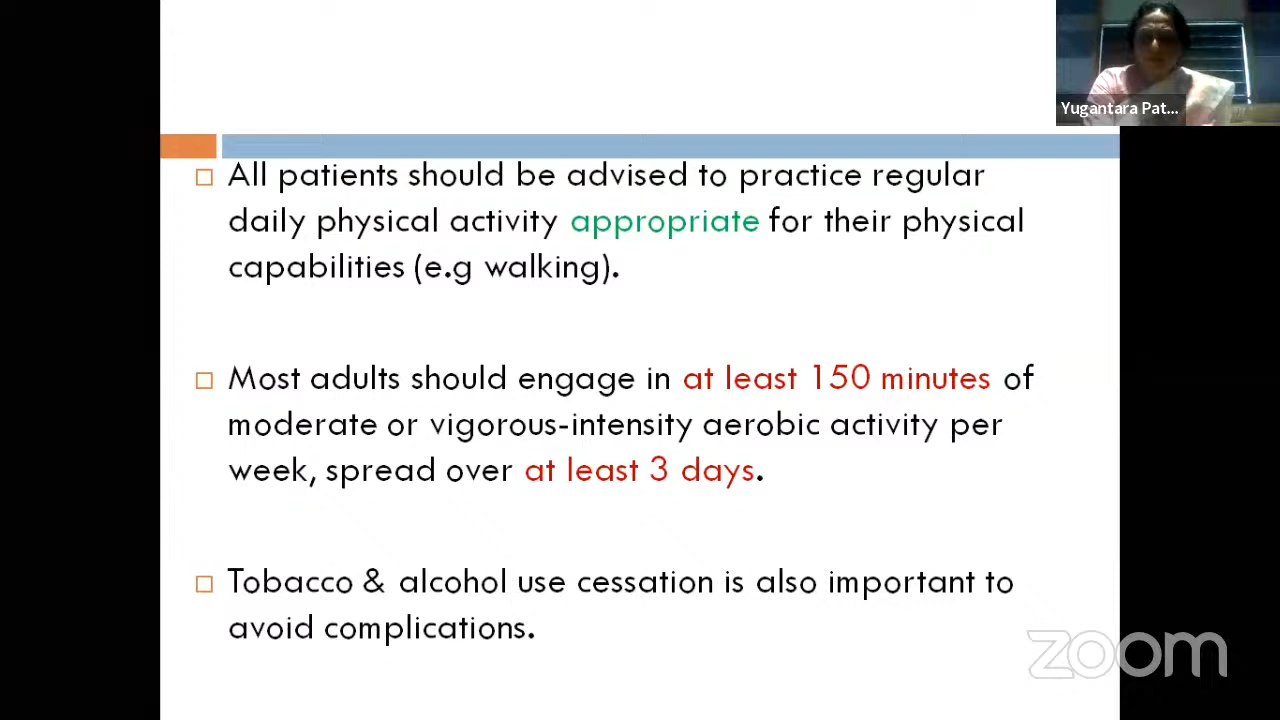 Yugantara Pat...
All patients should be advised to practice regular
daily physical activity appropriate for their physical
capabilities (e.g walking).
Most adults should engage in at least 150 minutes of
moderate or vigorous-intensity aerobic activity per
week, spread over at least 3 days.
Tobacco & alcohol use cessation is also important to
avoid complications.
zoom